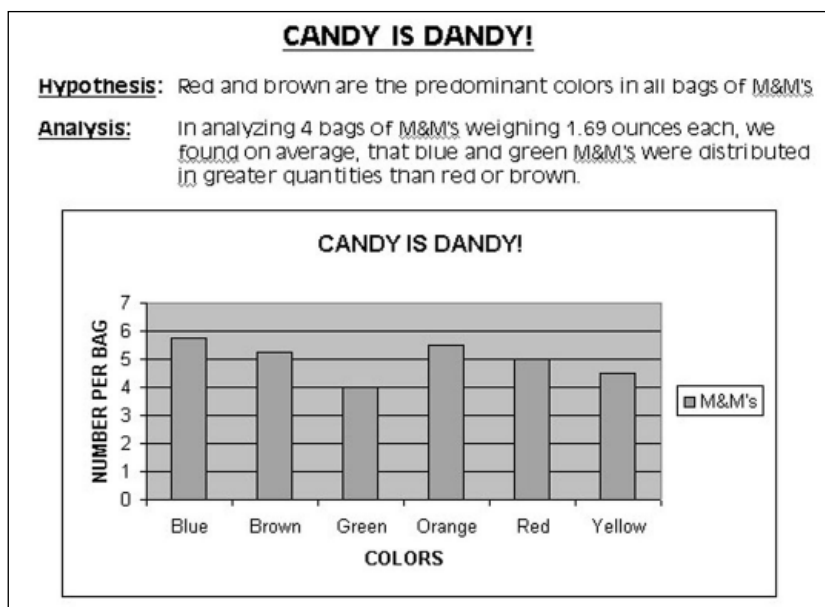 CANDY IS DANDY!
Hypothesis: Red and brown are the predominant colors in all bags of M&M's
Analysis: In analyzing 4 bags of M&M's weighing 1.69 ounces each, we
found on average, that blue and green M&M's were distributed
in greater quantities than red or brown.
CANDY IS DANDY!
NUMBER PER BAG
7
6
5
4
3
2
1
0
Blue Brown Green Orange Red Yellow
COLORS
M&M's